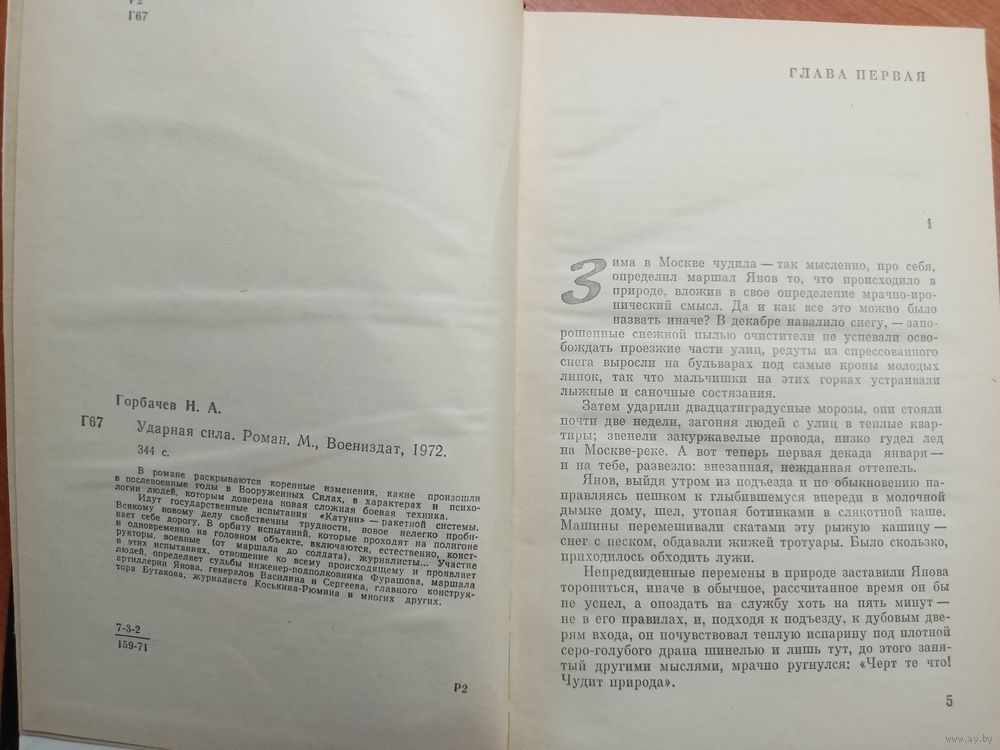 Р2
Г67
Горбачев Н. А.
Г67
Ударная сила. Роман. М., Воениздат, 1972.
344 с.
В романе раскрываются коренные изменения, какие произошли
в послевоенные годы в Вооруженных Силах, в характерах и психо-
логии людей, которым доверена новая сложная боевая техника.
Идут государственные испытания «Катуни» — ракетной системы.
Всякому новому делу свойственны трудности, новое нелегко проби-
вает себе дорогу. В орбиту испытаний, которые проходят на полигоне
и одновременно на головном объекте, включаются, естественно, конст-
рукторы, военные (от маршала до солдата), журналисты... Участие
в этих испытаниях, отношение ко всему происходящему и проявляет
людей, определяет судьбы инженер-подполковника Фурашова, маршала
артиллерии Янова, генералов Василина и Сергеева, главного конструк-
тора Бутакова, журналиста Коськина-Рюмина и многих других.
7-3-2
159-71
Р2
ГЛАВА ПЕРВАЯ
1
Зима в Москве чудила — так мысленно, про себя,
определил маршал Янов то, что происходило в
природе, вложив в свое определение мрачно-иро-
нический смысл. Да и как все это можно было
назвать иначе? В декабре навалило снегу, — запо-
рошенные снежной пылью очистители не успевали осво-
бождать проезжие части улиц, редуты из спрессованного
снега выросли на бульварах под самые кроны молодых
липок, так что мальчишки на этих горках устраивали
лыжные и саночные состязания.
Затем ударили двадцатиградусные морозы, они стояли
почти две недели, загоняя людей с улиц в теплые квар-
тиры; звенели закуржавелые провода, низко гудел лед
на Москве-реке. А вот теперь первая декада января —
и на тебе, развезло: внезапная, нежданная оттепель.
Янов, выйдя утром из подъезда и по обыкновению на-
правляясь пешком к глыбившемуся впереди в молочной
дымке дому, шел, утопая ботинками в слякотной каше.
Машины перемешивали скатами эту рыжую кашицу —
снег с песком, обдавали жижей тротуары. Было скользко,
приходилось обходить лужи.
Непредвиденные перемены в природе заставили Янова
торопиться, иначе в обычное, рассчитанное время он бы
не успел, а опоздать на службу хоть на пять минут —
не в его правилах, и, подходя к подъезду, к дубовым две-
рям входа, он почувствовал теплую испарину под плотной
серо-голубого драпа шинелью и лишь тут, до этого заня-
тый другими мыслями, мрачно ругнулся: «Черт те что!
Чудит природа».
5
www.ay.by